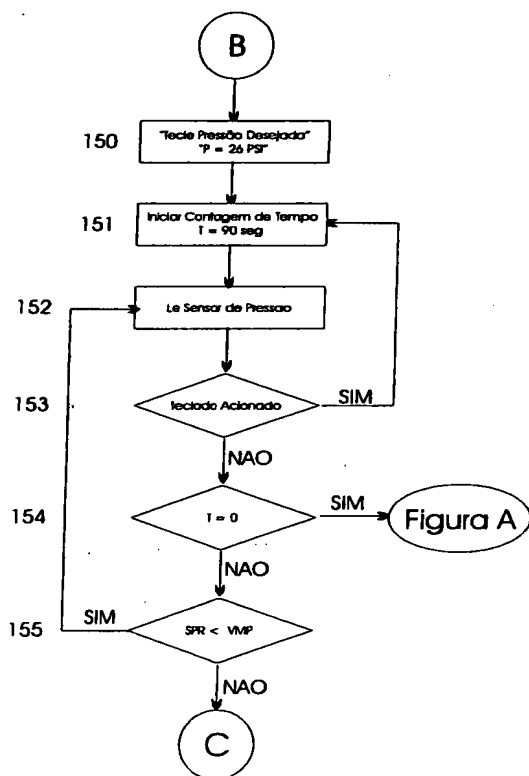 B
150
"Tecle Pressão Desejada"
"P = 26 PSI"
151
Iniciar Contagem de Tempo
T = 90 seg
152
Le Sensor de Pressao
153
Teclado Acionado
SIM
NAO
154
T = 0
SIM
Figura A
NAO
155
SIM
SPR < VMP
NAO
C